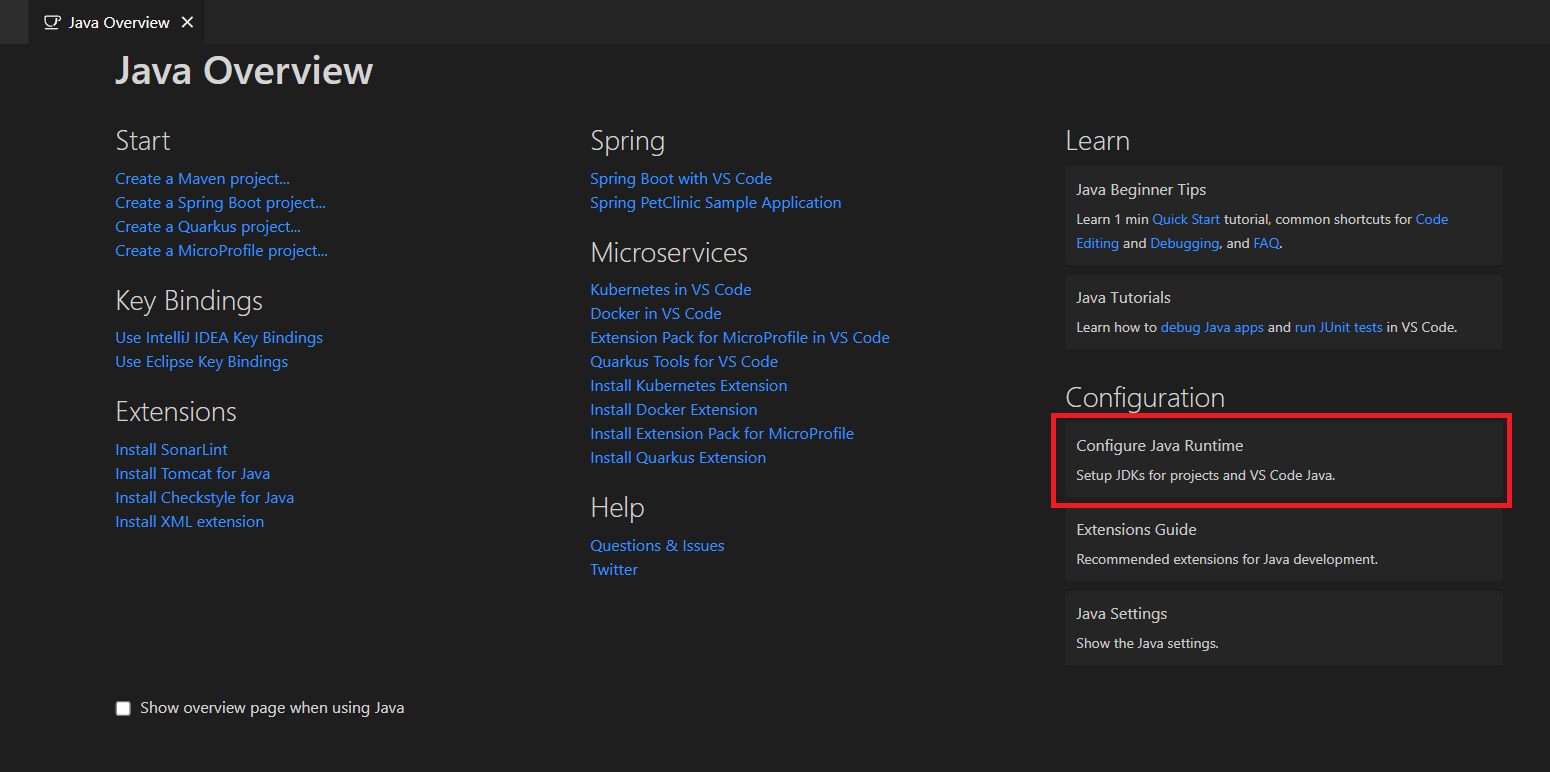 Java Overview
Java Overview
Start
Create a Maven project...
Create a Spring Boot project...
Create a Quarkus project...
Create a MicroProfile project...
Key Bindings
Use IntelliJ IDEA Key Bindings
Use Eclipse Key Bindings
Extensions
Install SonarLint
Install Tomcat for Java
Install Checkstyle for Java
Install XML extension
Spring
Spring Boot with VS Code
Spring PetClinic Sample Application
Microservices
Kubernetes in VS Code
Docker in VS Code
Extension Pack for MicroProfile in VS Code
Quarkus Tools for VS Code
Install Kubernetes Extension
Install Docker Extension
Install Extension Pack for MicroProfile
Install Quarkus Extension
Help
Questions & Issues
Twitter
Learn
Java Beginner Tips
Learn 1 min Quick Start tutorial, common shortcuts for Code
Editing and Debugging, and FAQ.
Java Tutorials
Learn how to debug Java apps and run JUnit tests in VS Code.
Configuration
Configure Java Runtime
Setup JDKs for projects and VS Code Java.
Extensions Guide
Recommended extensions for Java development.
Java Settings
Show the Java settings.
Show overview page when using Java